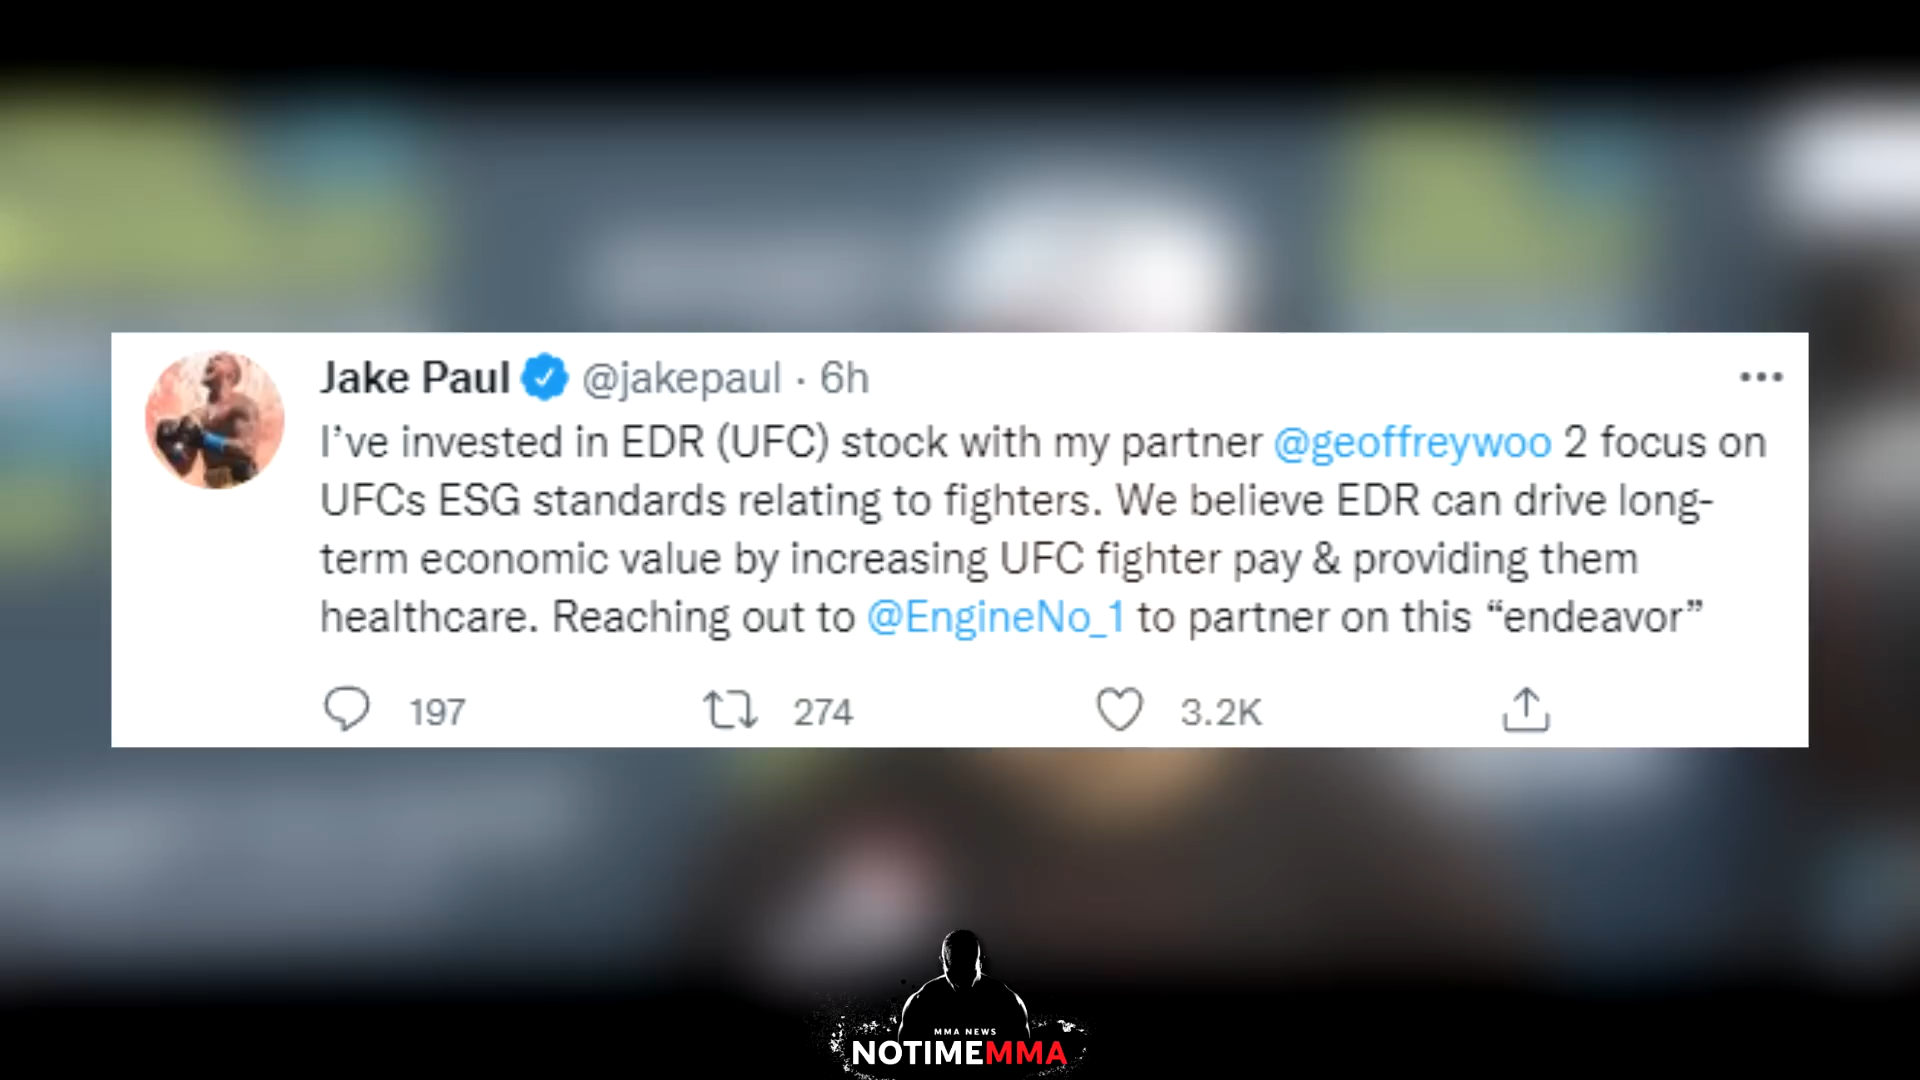 Jake Paul @jakepaul · 6h
I’ve invested in EDR (UFC) stock with my partner @geoffreywoo 2 focus on
UFCs ESG standards relating to fighters. We believe EDR can drive long-
term economic value by increasing UFC fighter pay & providing them
healthcare. Reaching out to @EngineNo_1 to partner on this “endeavor”
197 274 3.2K
MMA NEWS
NOTIMEMMA